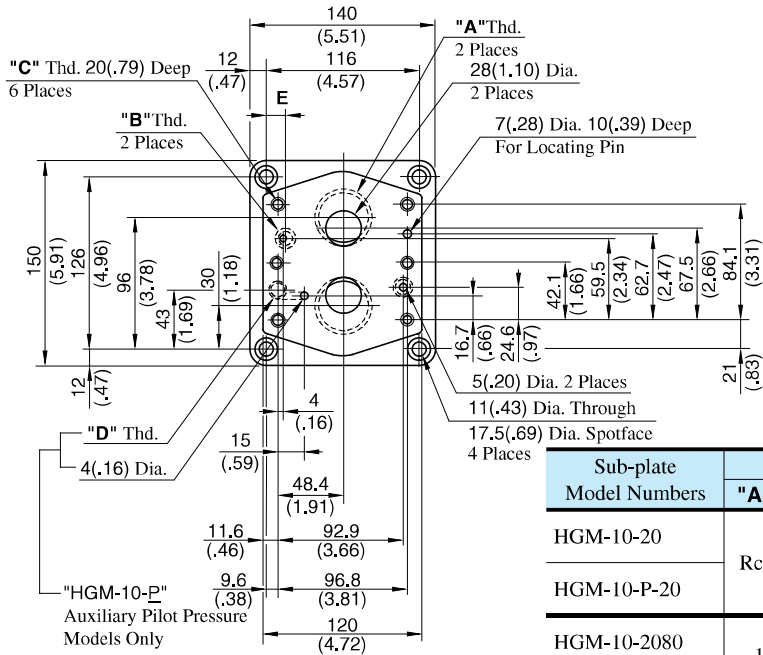 140
(5.51)
"A"Thd.
2 Places
12
(.47)
116
(4.57)
28(1.10) Dia.
2 Places
"C" Thd. 20(.79) Deep
6 Places
E
"B"Thd.
2 Places
7(.28) Dia. 10(.39) Deep
For Locating Pin
150
(5.91)
126
(4.96)
96
(3.78)
30
(1.18)
43
(1.69)
12
(.47)
16.7
(.66)
24.6
(.97)
42.1
(1.66)
59.5
(2.34)
62.7
(2.47)
67.5
(2.66)
84.1
(3.31)
21
(.83)
5(.20) Dia. 2 Places
11(.43) Dia. Through
17.5(.69) Dia. Spotface
4 Places
4
(.16)
"D" Thd.
4(.16) Dia.
15
(.59)
48.4
(1.91)
11.6
(.46)
92.9
(3.66)
9.6
(.38)
96.8
(3.81)
120
(4.72)
"HGM-10-P"
Auxiliary Pilot Pressure
Models Only
Sub-plate
Model Numbers
"A
HGM-10-20
Rc
HGM-10-P-20
HGM-10-2080
1